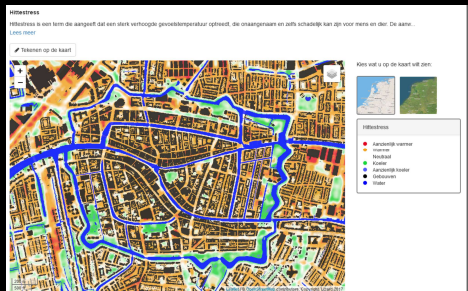 Hittestress
Hittestress is een term die aangeeft dat een sterk verhoogde gevoelstemperatuur optreedt, die onaangenaam en zelfs schadelijk kan zijn voor mens en dier. De aame...
Lees meer
Tekenen op de kaart
Kies wat u op de kaart wilt zien:
+
−
Hittestress
Aanzienlijk warmer
Warmer
Neutraal
Koeler
Aanzienlijk koeler
Gebouwen
Water